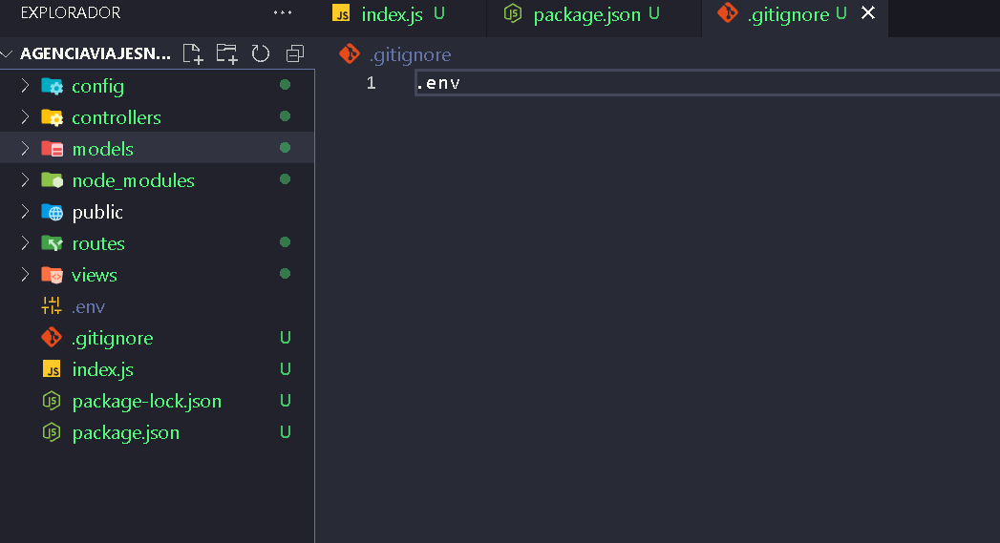 EXPLORADOR ...
AGENCIAVIAJESN...
config
controllers
models
node_modules
public
routes
views
.env
.gitignore U
index.js U
package-lock.json U
package.json U
JS index.js U
package.json U
.gitignore U
.gitignore
1 .env